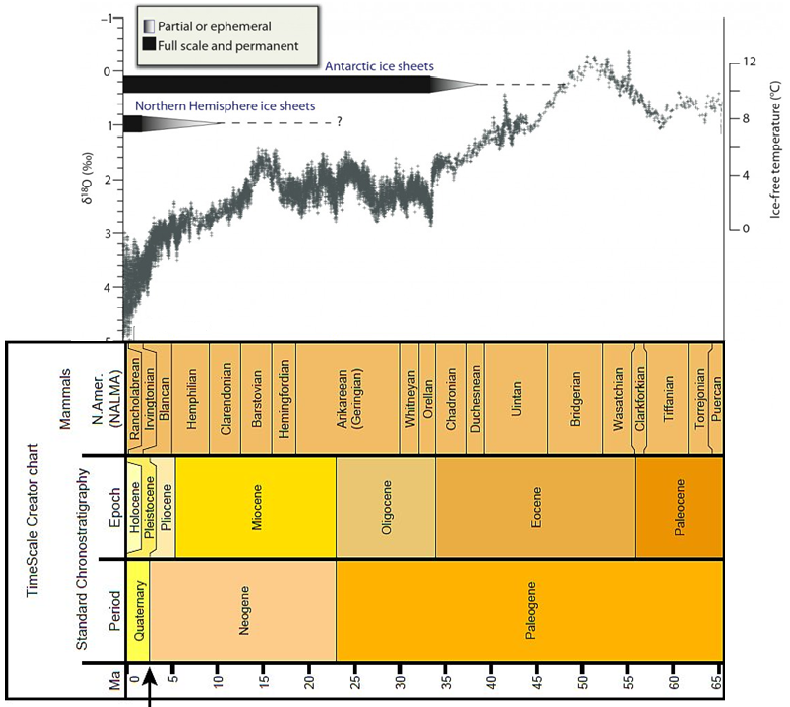 Partial or ephemeral
Full scale and permanent
Antarctic ice sheets
Northern Hemisphere ice sheets
?
-1
0
1
2
3
4
5
δ¹⁸O (‰)
12
8
4
0
Ice-free temperature (°C)
TimeScale Creator chart
Mammals
N.Amer.
(NALMA)
Rancholabrean
Irvingtonian
Blancan
Hemphilian
Clarendonian
Barstovian
Hemingfordian
Arikareean
(Geringian)
Whitneyan
Orellan
Chadronian
Duchesnean
Uintan
Bridgerian
Wasatchian
Clarkforkian
Tiffanian
Torrejonian
Puercan
Standard Chronostratigraphy
Epoch
Holocene
Pleistocene
Pliocene
Miocene
Oligocene
Eocene
Paleocene
Period
Quaternary
Neogene
Paleogene
Ma
0
5
10
15
20
25
30
35
40
45
50
55
60
65